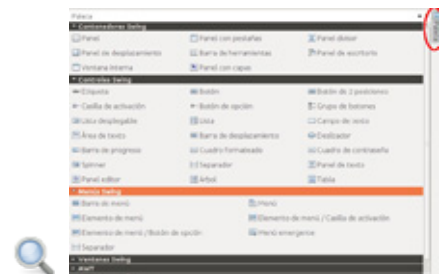 Paleta
Contenedores Swing
Panel Panel con pestañas Panel divisor
Panel de desplazamiento Barra de herramientas Panel de escritorio
Ventana interna Panel con capas
Controles Swing
Etiqueta Botón Botón de 2 posiciones
Casilla de activación Botón de opción Grupo de botones
Lista desplegable Lista Campo de texto
Área de texto Barra de desplazamiento Deslizador
Barra de progreso Cuadro formateado Cuadro de contraseña
Spinner Separador Panel de texto
Panel editor Árbol Tabla
Menús Swing
Barra de menú Menú
Elemento de menú Elemento de menú / Casilla de activación
Elemento de menú / Botón de opción Menú emergente
Separador
Ventanas Swing
AWT
Paleta